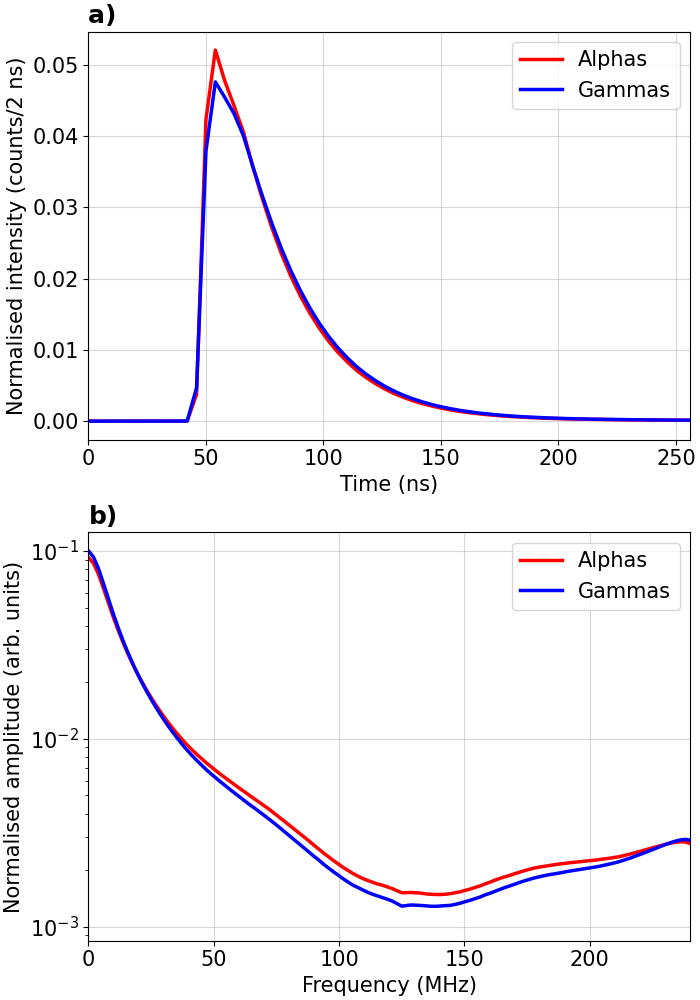 a)
Normalised intensity (counts/2 ns)
0.05
0.04
0.03
0.02
0.01
0.00
Alphas
Gammas
0 50 100 150 200 250
Time (ns)
b)
Normalised amplitude (arb. units)
10⁻¹
10⁻²
10⁻³
Alphas
Gammas
0 50 100 150 200
Frequency (MHz)